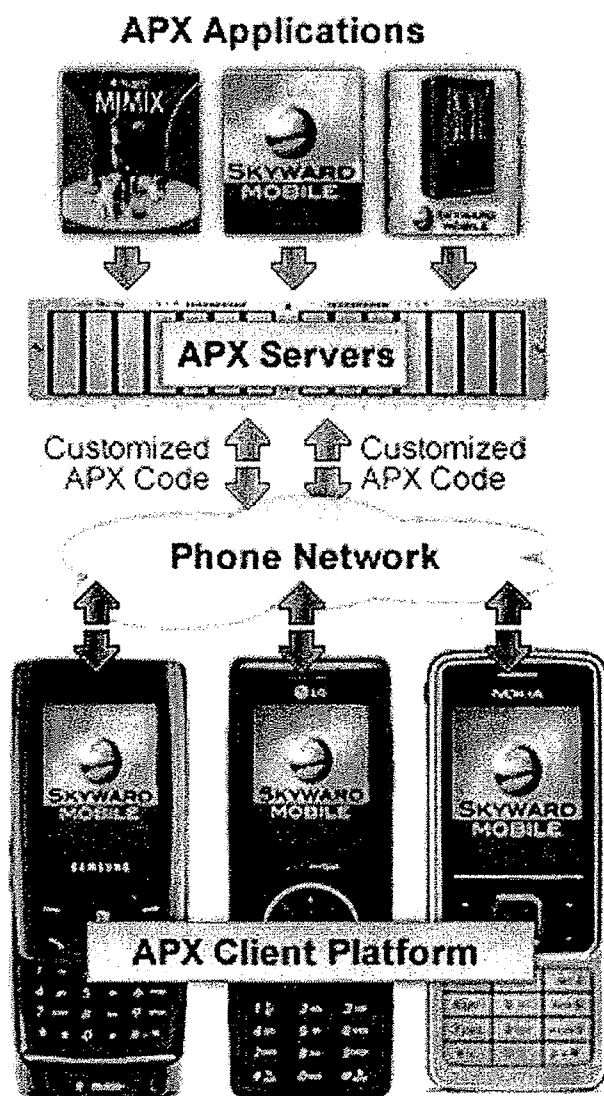 APX Applications
MIMIX
SKYWARD
MOBILE
MOBILE
APX Servers
Customized
APX Code
Customized
APX Code
Phone Network
LG
NOKIA
SKYWARD
MOBILE
SKYWARD
MOBILE
SKYWARD
MOBILE
SAMSUNG
APX Client Platform